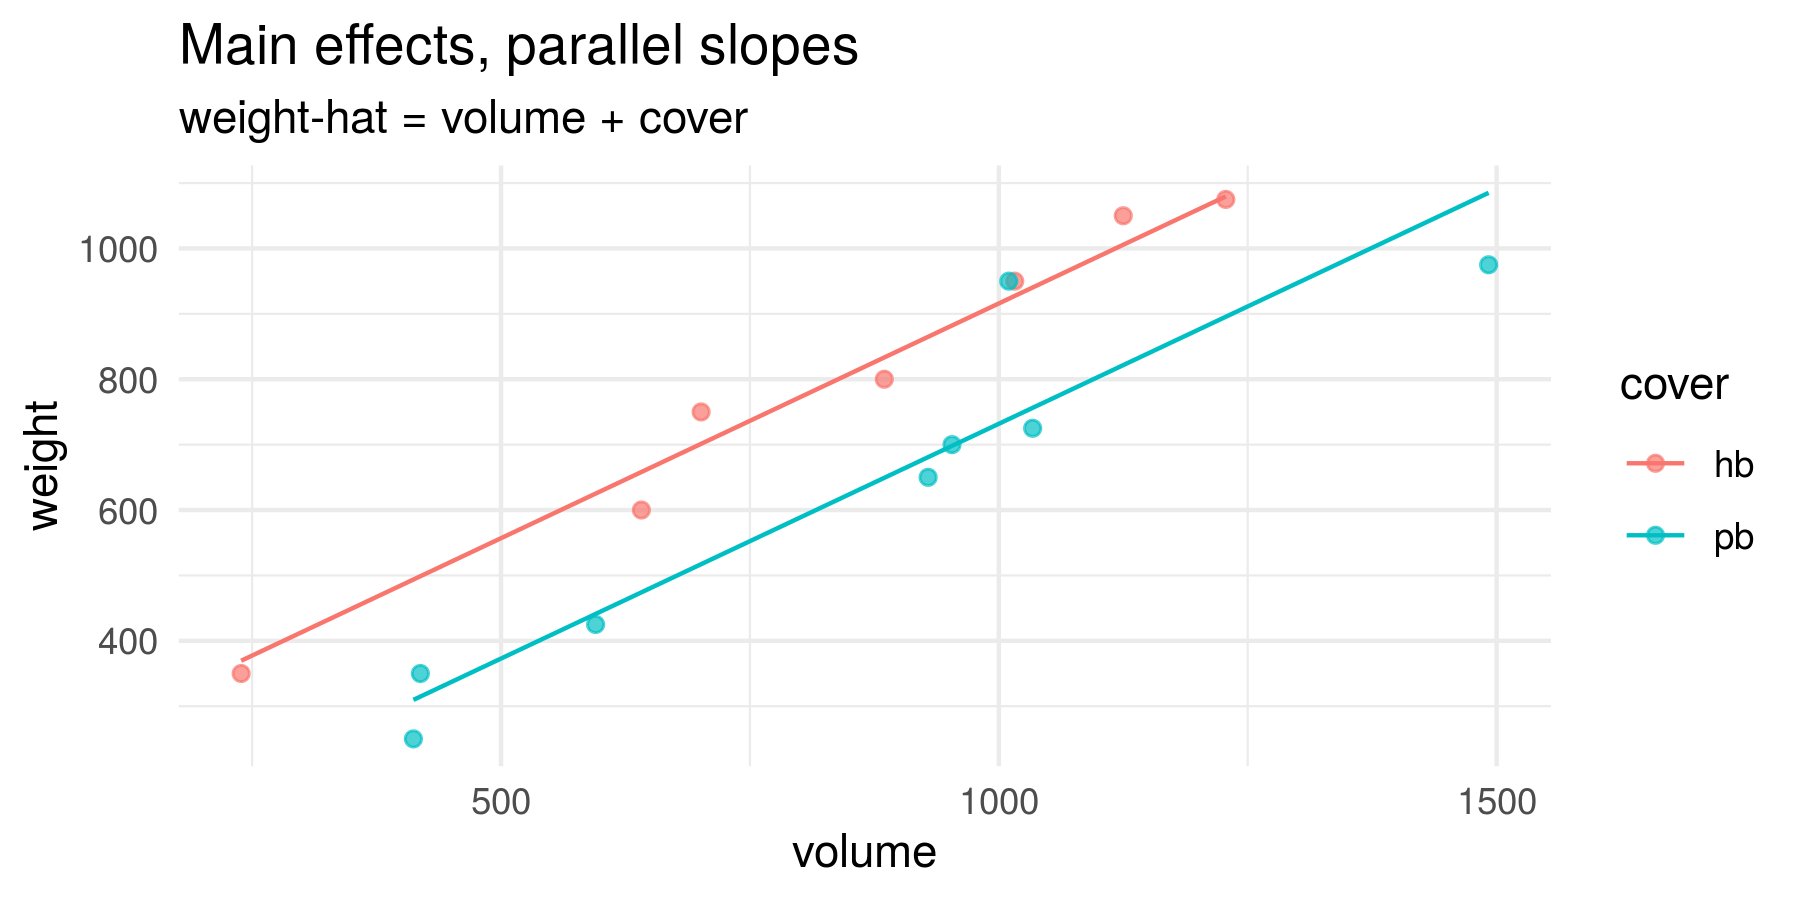 Main effects, parallel slopes
weight-hat = volume + cover
1000
800
600
400
weight
500 1000 1500
volume
cover
hb
pb